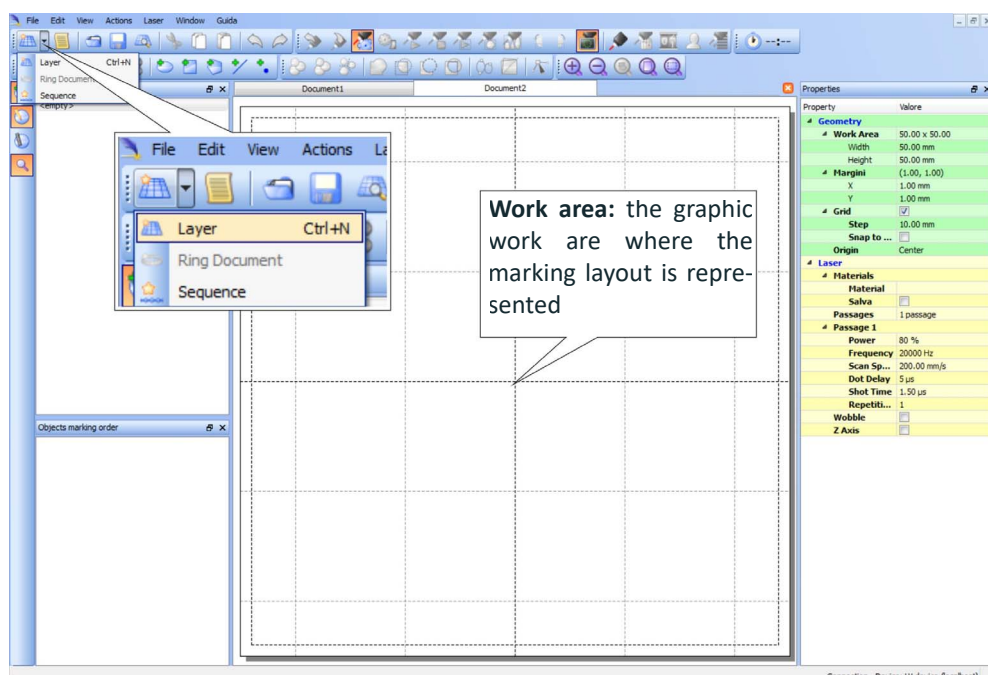 File Edit View Actions Laser Window Guida
--:--
Layer Ctrl+N
Ring Document
Sequence
<empty>
Document1 Document2
Properties
Property Valore
Geometry
Work Area 50.00 x 50.00
Width 50.00 mm
Height 50.00 mm
Margini (1.00, 1.00)
X 1.00 mm
Y 1.00 mm
Grid
Step 10.00 mm
Snap to ...
Origin Center
Laser
Materials
Material
Salva
Passages 1 passage
Passage 1
Power 80 %
Frequency 20000 Hz
Scan Sp... 200.00 mm/s
Dot Delay 5 µs
Shot Time 1.50 µs
Repetiti... 1
Wobble
Z Axis
File Edit View Actions La
Layer Ctrl+N
Ring Document
Sequence
Work area: the graphic
work are where the
marking layout is repre-
sented
Objects marking order